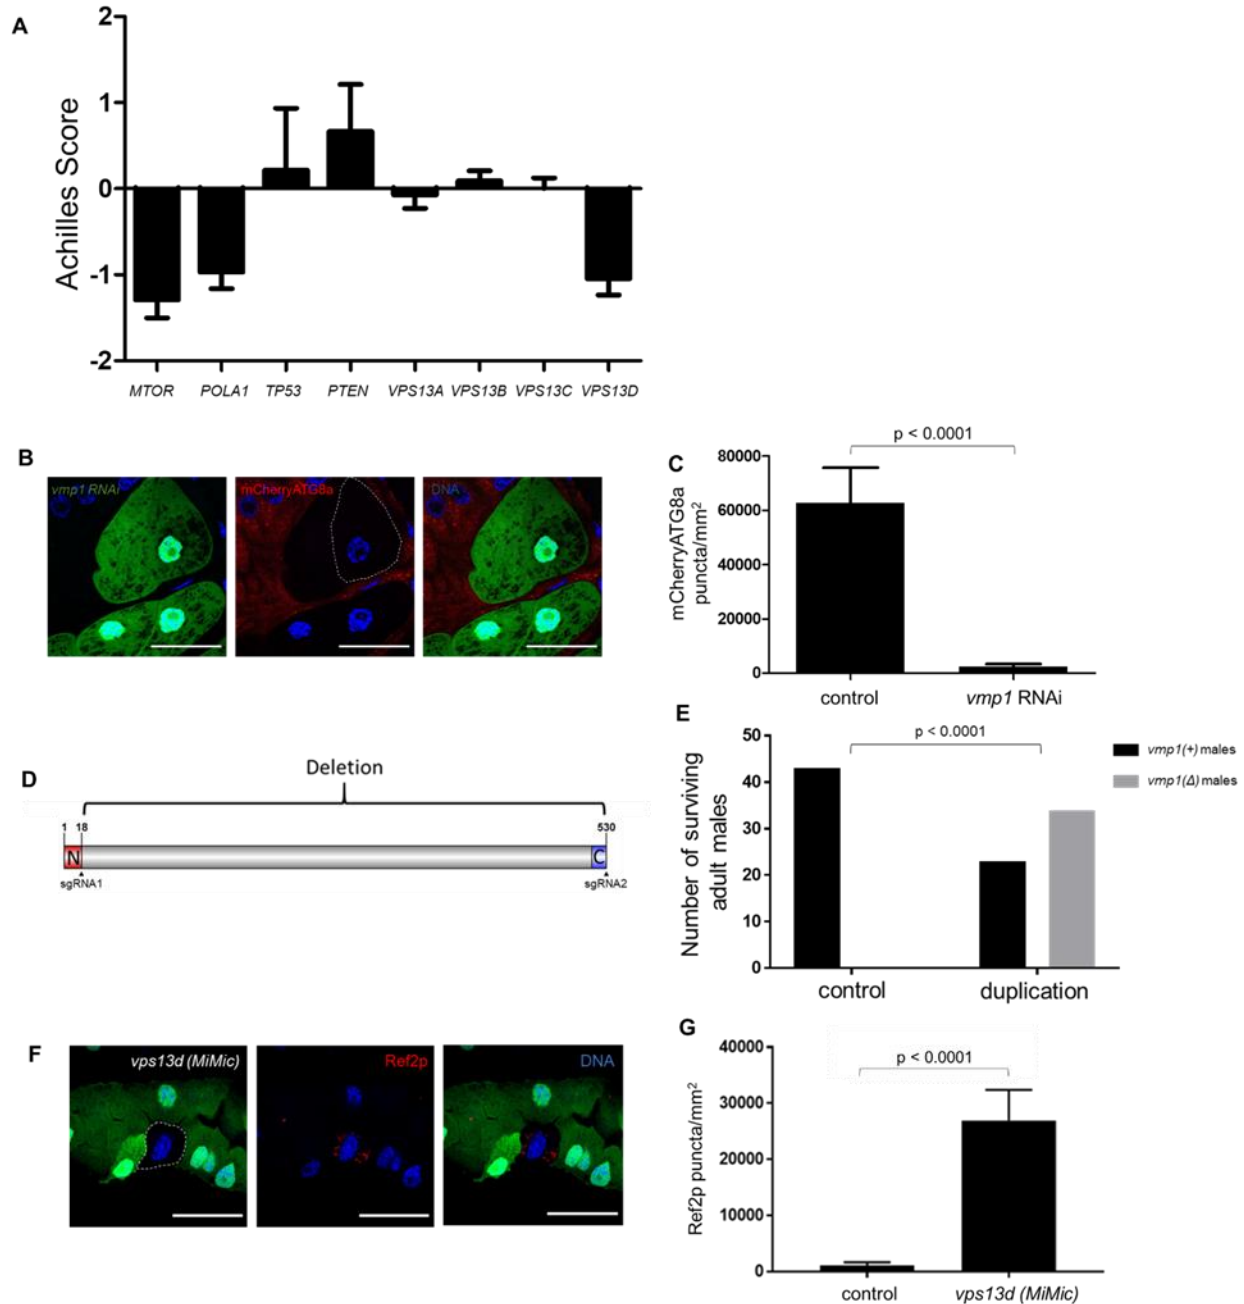 A
2
1
0
-1
-2
Achilles Score
MTOR POLA1 TP53 PTEN VPS13A VPS13B VPS13C VPS13D
B
vmp1 RNAi
mCherryATG8a
DNA
C
p < 0.0001
80000
60000
40000
20000
0
mCherryATG8a
puncta/mm²
control vmp1 RNAi
D
Deletion
1 18 530
N C
sgRNA1 sgRNA2
E
p < 0.0001
50
40
30
20
10
0
Number of surviving
adult males
control duplication
vmp1(+) males
vmp1(Δ) males
F
vps13d (MiMic)
Ref2p
DNA
G
p < 0.0001
40000
30000
20000
10000
0
Ref2p puncta/mm²
control vps13d (MiMic)